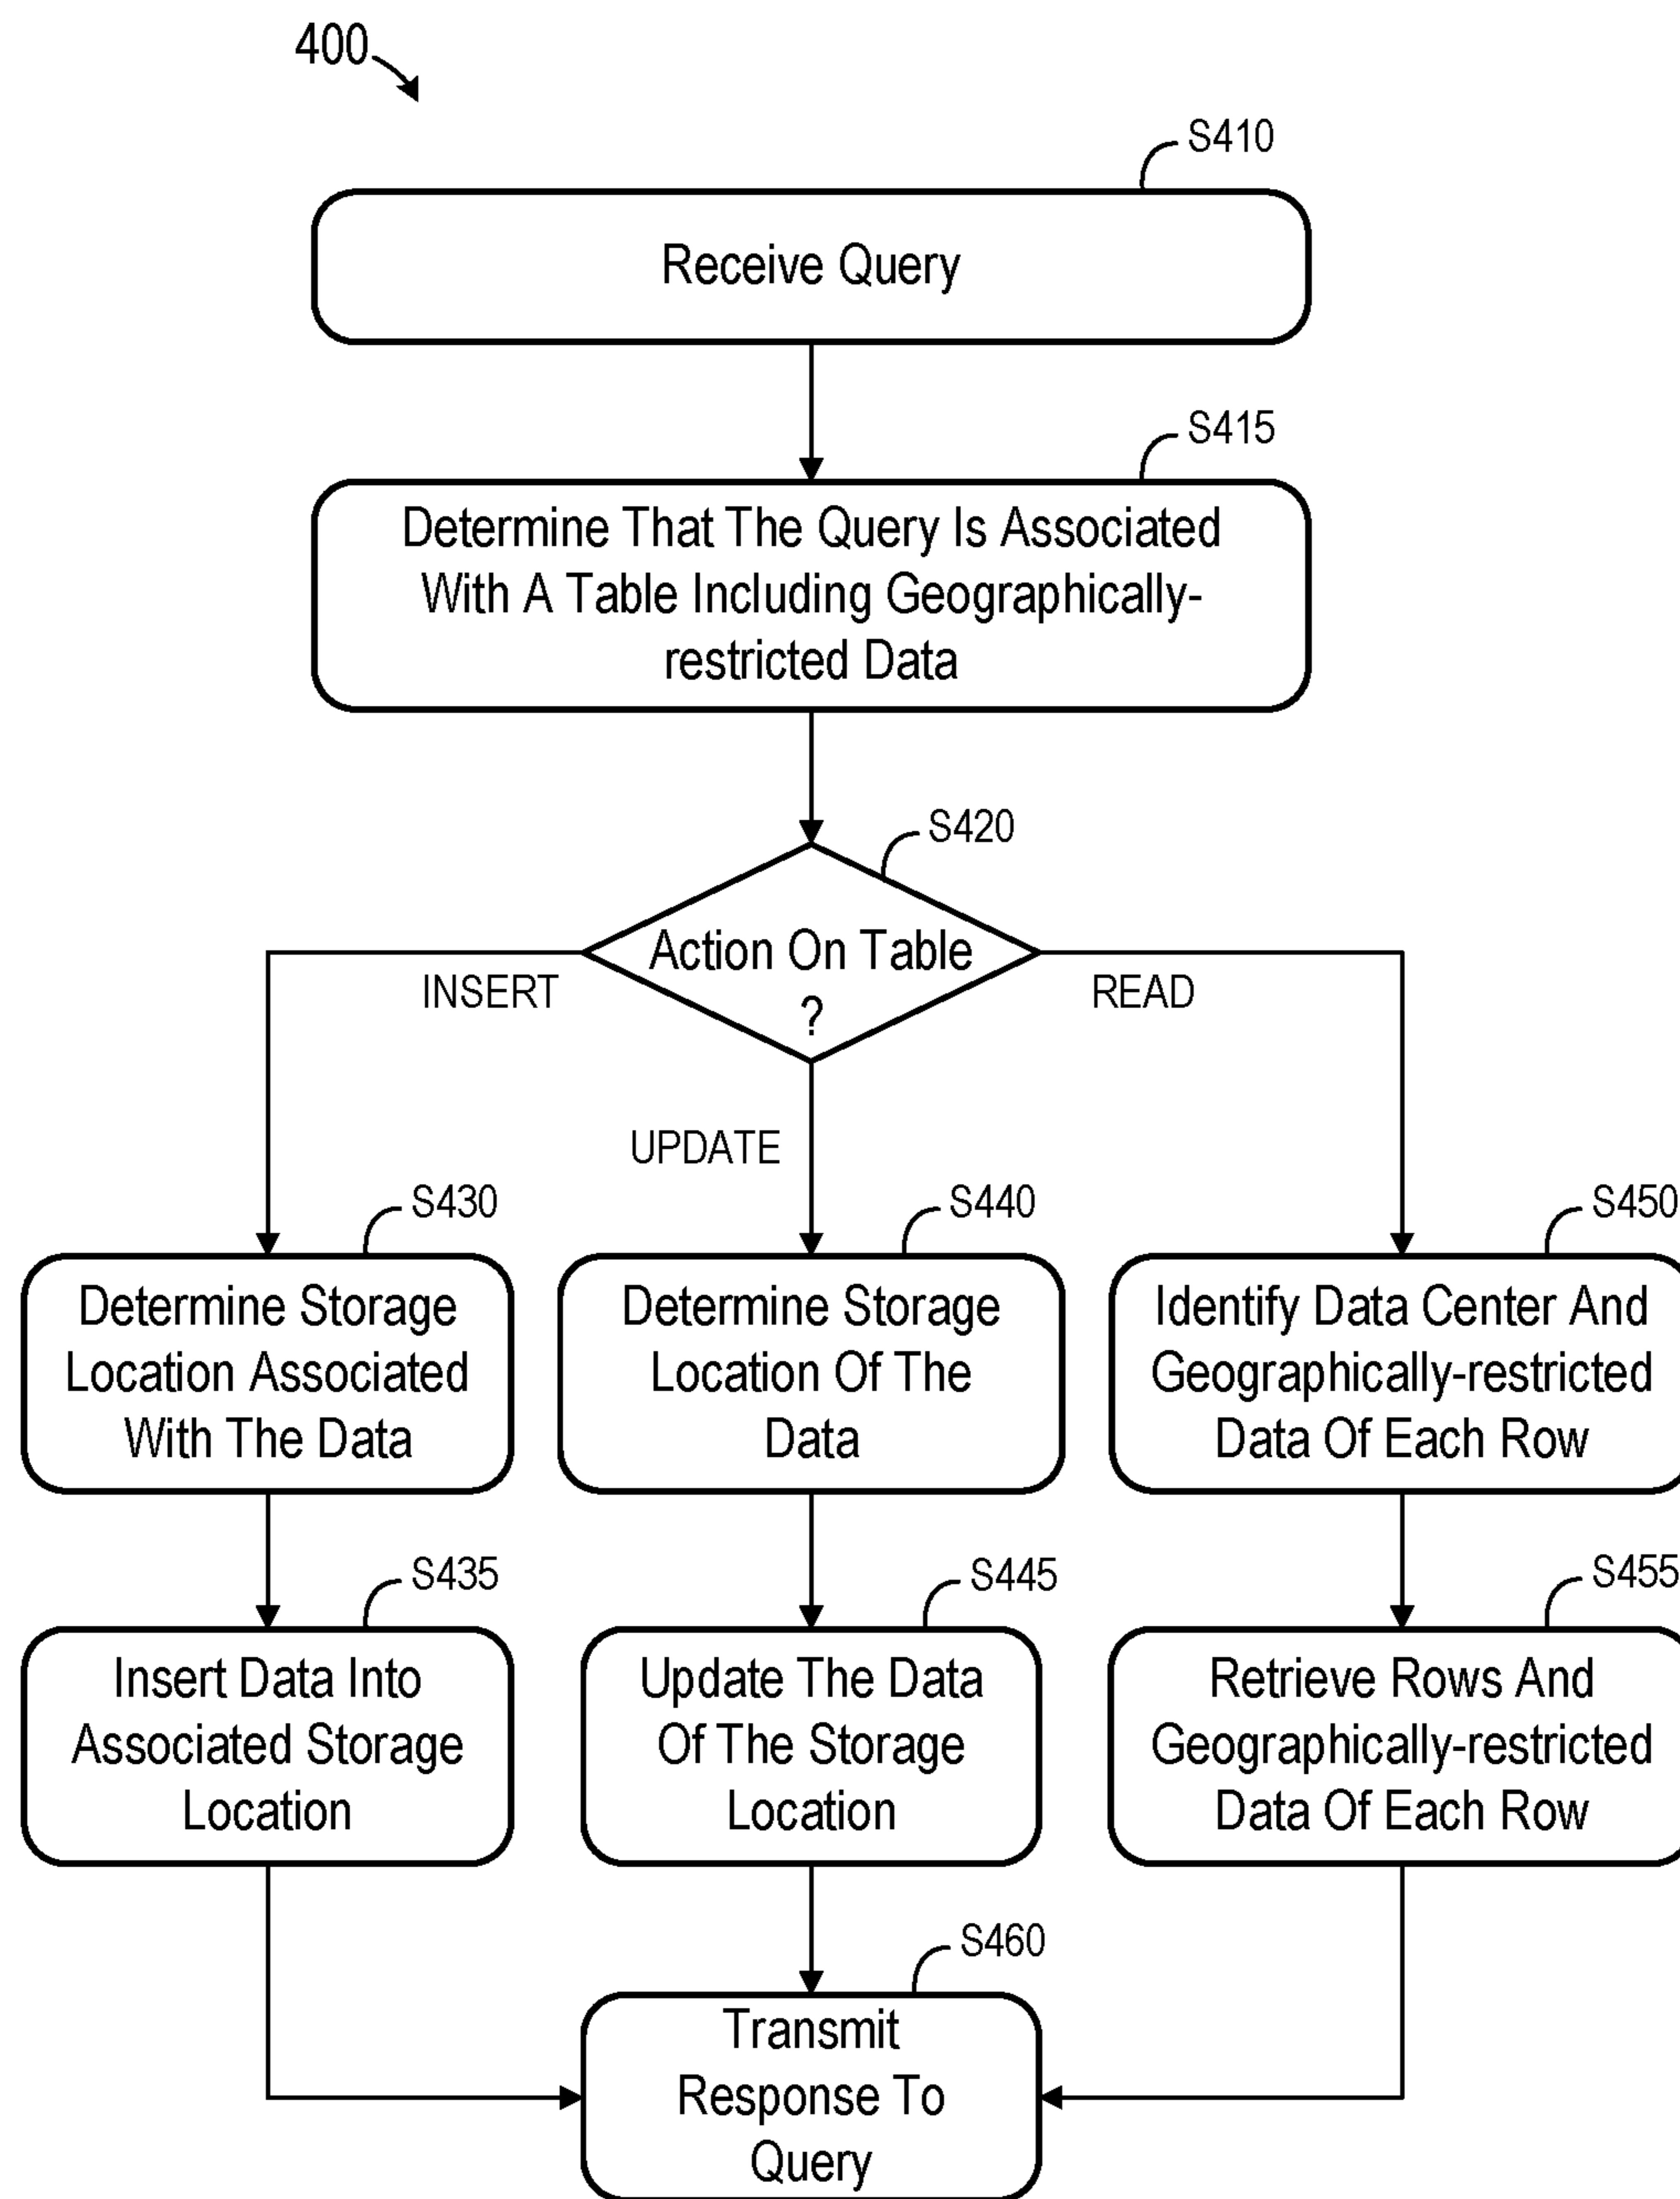 400
S410
Receive Query
S415
Determine That The Query Is Associated
With A Table Including Geographically-
restricted Data
S420
Action On Table
?
INSERT
READ
UPDATE
S430
Determine Storage
Location Associated
With The Data
S440
Determine Storage
Location Of The
Data
S450
Identify Data Center And
Geographically-restricted
Data Of Each Row
S435
Insert Data Into
Associated Storage
Location
S445
Update The Data
Of The Storage
Location
S455
Retrieve Rows And
Geographically-restricted
Data Of Each Row
S460
Transmit
Response To
Query